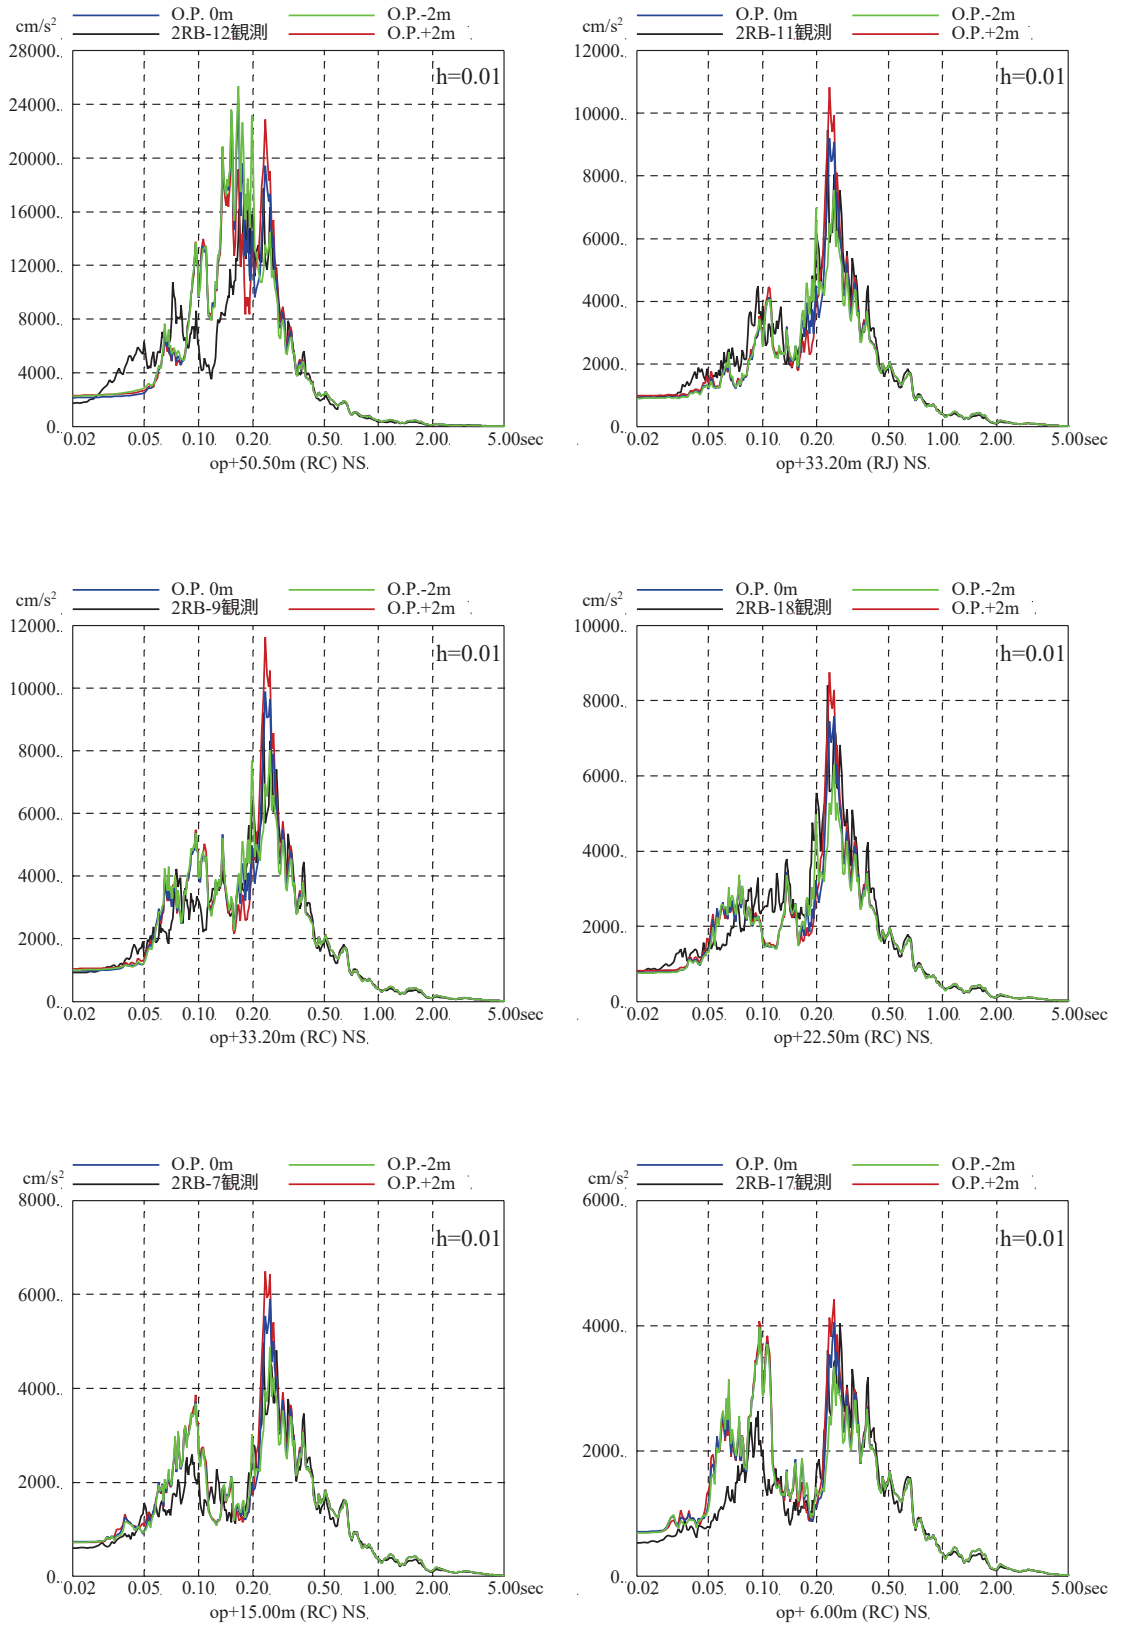 cm/s²
O.P. 0m
O.P.-2m
2RB-12観測
O.P.+2m
28000.
24000.
20000.
16000.
12000.
8000.
4000.
0.
h=0.01
0.02 0.05 0.10 0.20 0.50 1.00 2.00 5.00sec
op+50.50m (RC) NS
cm/s²
O.P. 0m
O.P.-2m
2RB-11観測
O.P.+2m
12000.
10000.
8000.
6000.
4000.
2000.
0.
h=0.01
0.02 0.05 0.10 0.20 0.50 1.00 2.00 5.00sec
op+33.20m (RJ) NS
cm/s²
O.P. 0m
O.P.-2m
2RB-9観測
O.P.+2m
12000.
10000.
8000.
6000.
4000.
2000.
0.
h=0.01
0.02 0.05 0.10 0.20 0.50 1.00 2.00 5.00sec
op+33.20m (RC) NS
cm/s²
O.P. 0m
O.P.-2m
2RB-18観測
O.P.+2m
10000.
8000.
6000.
4000.
2000.
0.
h=0.01
0.02 0.05 0.10 0.20 0.50 1.00 2.00 5.00sec
op+22.50m (RC) NS
cm/s²
O.P. 0m
O.P.-2m
2RB-7観測
O.P.+2m
8000.
6000.
4000.
2000.
0.
h=0.01
0.02 0.05 0.10 0.20 0.50 1.00 2.00 5.00sec
op+15.00m (RC) NS
cm/s²
O.P. 0m
O.P.-2m
2RB-17観測
O.P.+2m
6000.
4000.
2000.
0.
h=0.01
0.02 0.05 0.10 0.20 0.50 1.00 2.00 5.00sec
op+ 6.00m (RC) NS